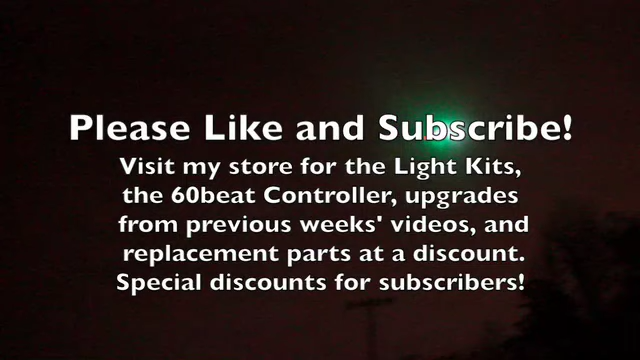 Please Like and Subscribe!
Visit my store for the Light Kits,
the 60beat Controller, upgrades
from previous weeks' videos, and
replacement parts at a discount.
Special discounts for subscribers!